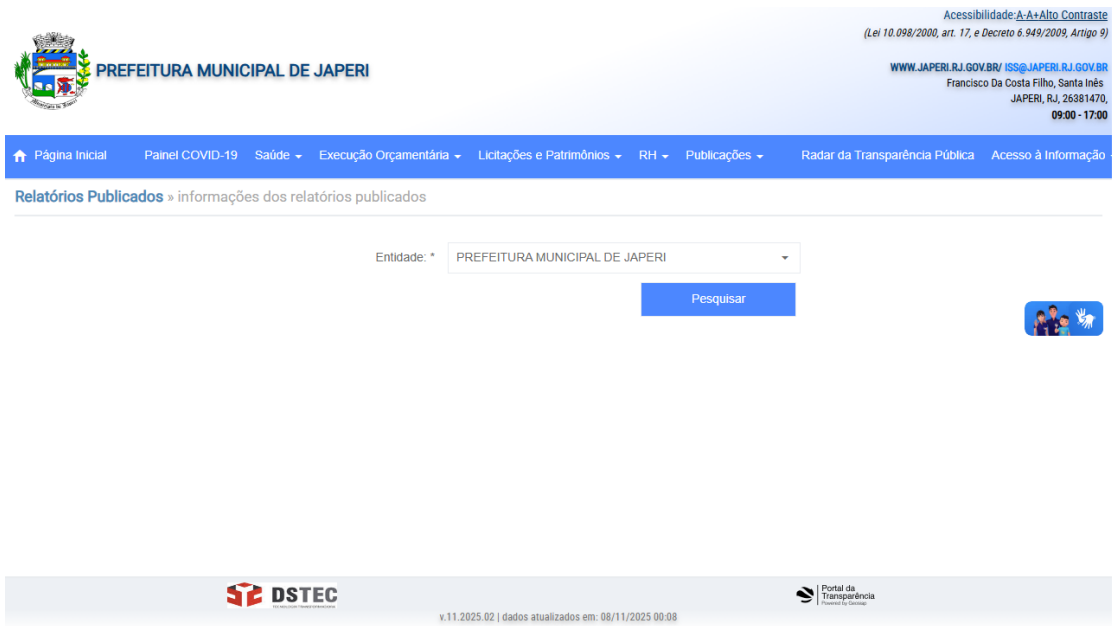 Acessibilidade:A-A+Alto Contraste
(Lei 10.098/2000, art. 17, e Decreto 6.949/2009, Artigo 9)
PREFEITURA MUNICIPAL DE JAPERI
WWW.JAPERI.RJ.GOV.BR/ ISS@JAPERI.RJ.GOV.BR
Francisco Da Costa Filho, Santa Inês
JAPERI, RJ, 26381470,
09:00 - 17:00
Página Inicial Painel COVID-19 Saúde Execução Orçamentária Licitações e Patrimônios RH Publicações Radar da Transparência Pública Acesso à Informação
Relatórios Publicados » informações dos relatórios publicados
Entidade: * PREFEITURA MUNICIPAL DE JAPERI
Pesquisar
DSTEC
Portal da
Transparência
v.11.2025.02 | dados atualizados em: 08/11/2025 00:08